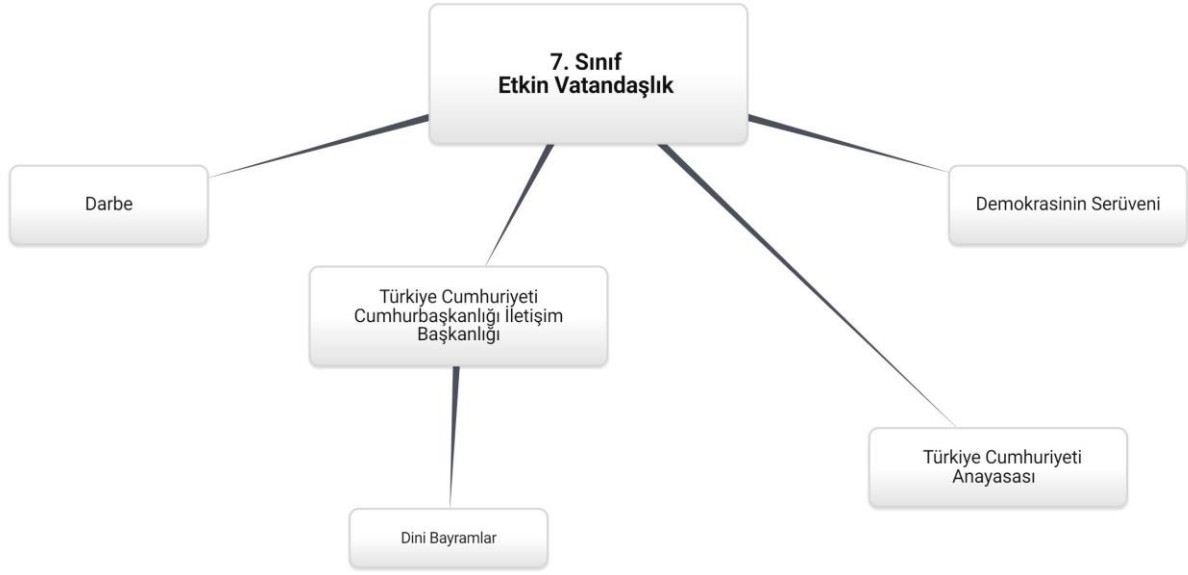 7. Sınıf
Etkin Vatandaşlık
Darbe
Demokrasinin Serüveni
Türkiye Cumhuriyeti
Cumhurbaşkanlığı İletişim
Başkanlığı
Türkiye Cumhuriyeti
Anayasası
Dini Bayramlar